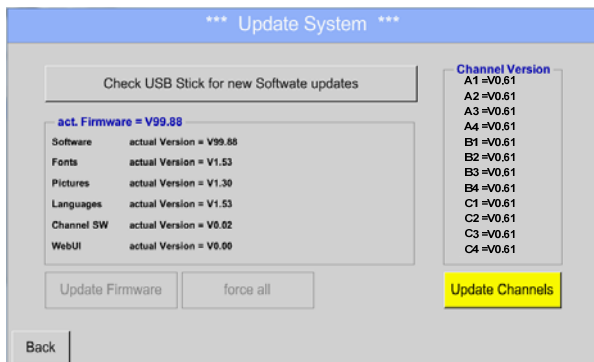 *** Update System ***
Check USB Stick for new Softwate updates
act. Firmware = V99.88
Software actual Version = V99.88
Fonts actual Version = V1.53
Pictures actual Version = V1.30
Languages actual Version = V1.53
Channel SW actual Version = V0.02
WebUI actual Version = V0.00
Channel Version
A1 =V0.61
A2 =V0.61
A3 =V0.61
A4 =V0.61
B1 =V0.61
B2 =V0.61
B3 =V0.61
B4 =V0.61
C1 =V0.61
C2 =V0.61
C3 =V0.61
C4 =V0.61
Update Firmware
force all
Update Channels
Back